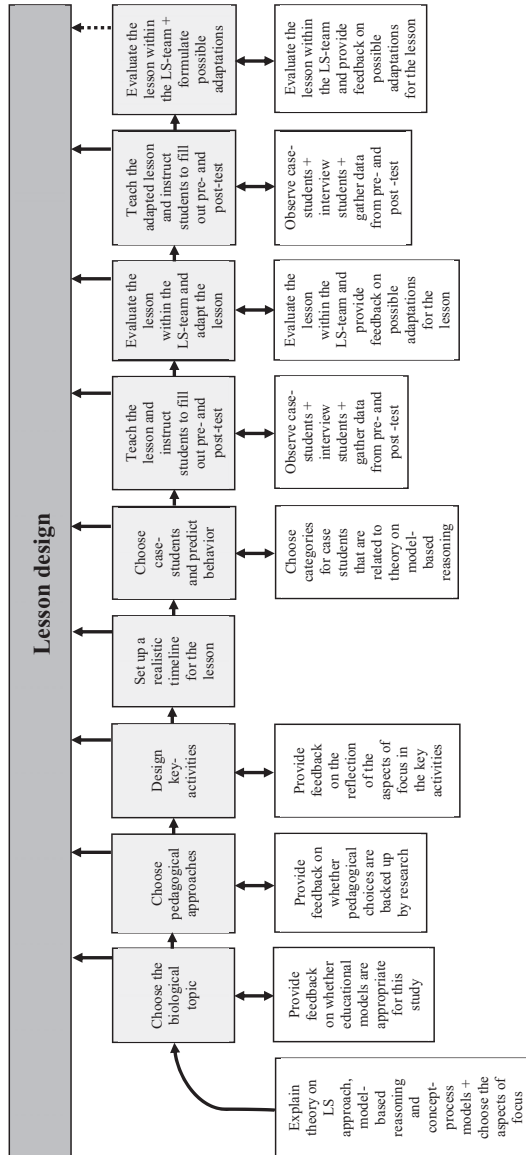 Lesson design
Choose the
biological
topic
Choose
pedagogical
approaches
Design
key-
activities
Set up a
realistic
timeline
for the
lesson
Choose
case-
students
and predict
behavior
Teach the
lesson and
instruct
students to fill
out pre- and
post-test
Evaluate the
lesson
within the
LS-team and
adapt the
lesson
Teach the
adapted lesson
and instruct
students to fill
out pre- and
post-test
Evaluate the
lesson within
the LS-team +
formulate
possible
adaptations
Explain
theory on
LS
approach,
model-
based
reasoning
and
concept-
process
models +
choose the
aspects of
focus
Provide
feedback
on whether
educational
models are
appropriate
for this
study
Provide
feedback on
whether
pedagogical
choices are
backed up
by research
Provide
feedback
on the
reflection
of the
aspects of
focus in
the key
activities
Choose
categories
for case
students
that are
related to
theory on
model-
based
reasoning
Observe case-
students +
interview
students +
gather data
from pre- and
post -test
Evaluate the
lesson
within the
LS-team and
provide
feedback on
possible
adaptations
for the
lesson
Observe case-
students +
interview
students +
gather data
from pre- and
post -test
Evaluate the
lesson within
the LS-team
and provide
feedback on
possible
adaptations
for the lesson